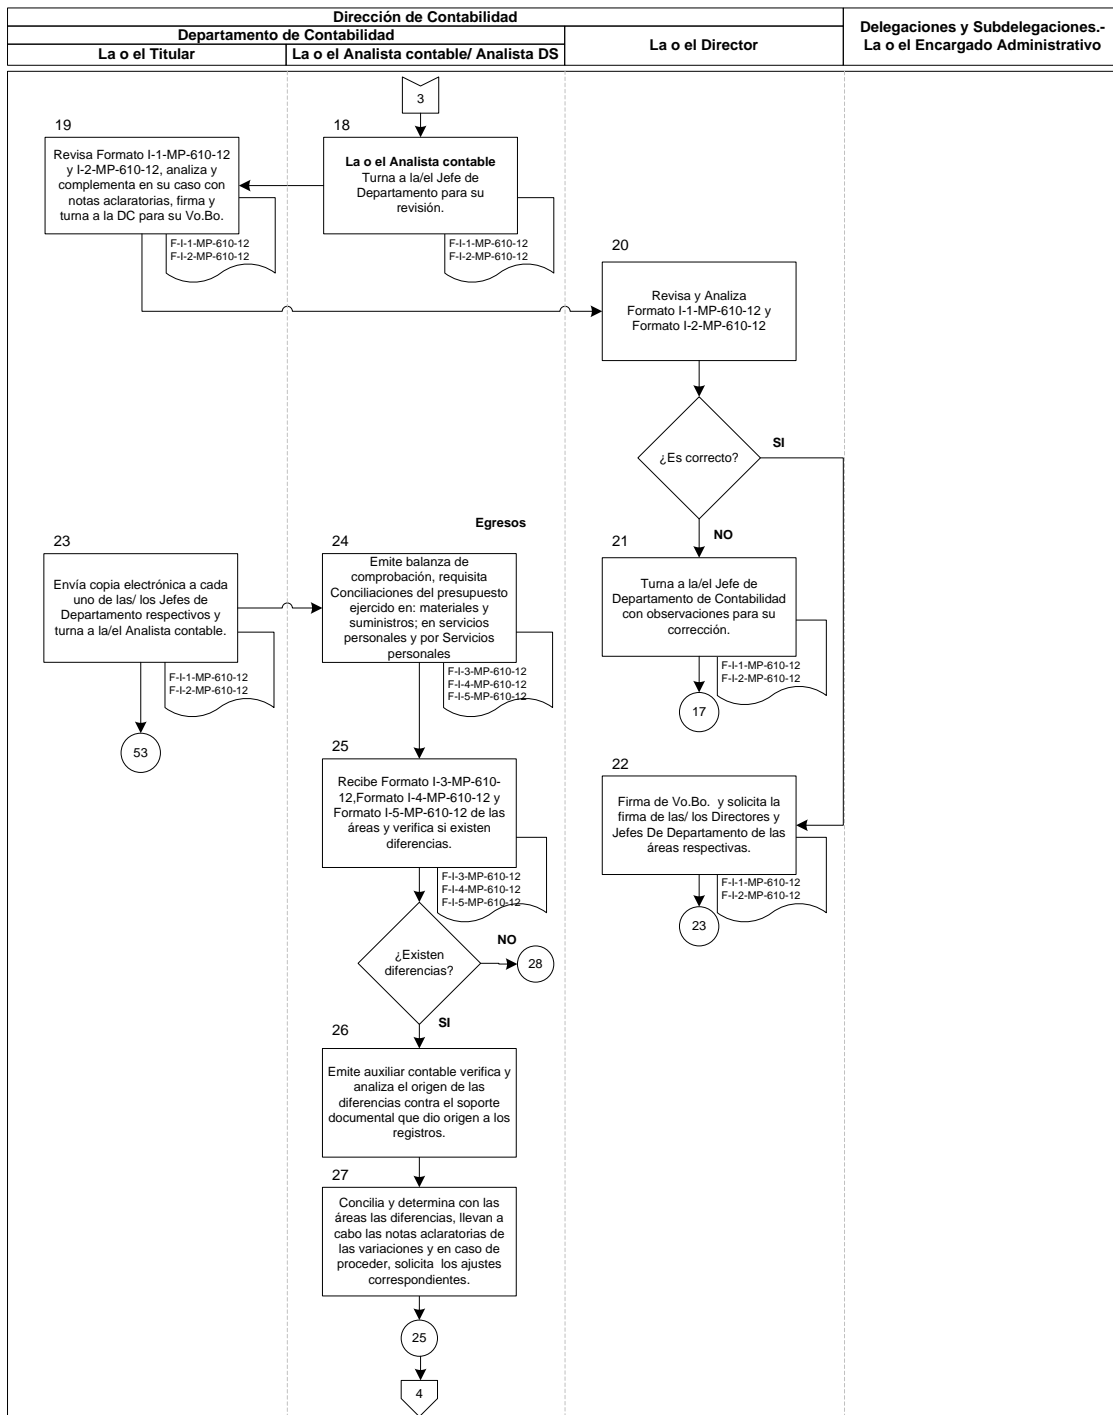 Dirección de Contabilidad
Departamento de Contabilidad
La o el Titular
La o el Analista contable/ Analista DS
La o el Director
Delegaciones y Subdelegaciones.-
La o el Encargado Administrativo
3
19
Revisa Formato I-1-MP-610-12
y I-2-MP-610-12, analiza y
complementa en su caso con
notas aclaratorias, firma y
turna a la DC para su Vo.Bo.
F-I-1-MP-610-12
F-I-2-MP-610-12
18
La o el Analista contable
Turna a la/el Jefe de
Departamento para su
revisión.
F-I-1-MP-610-12
F-I-2-MP-610-12
20
Revisa y Analiza
Formato I-1-MP-610-12 y
Formato I-2-MP-610-12
¿Es correcto?
SI
NO
21
Turna a la/el Jefe de
Departamento de Contabilidad
con observaciones para su
corrección.
F-I-1-MP-610-12
F-I-2-MP-610-12
17
22
Firma de Vo.Bo. y solicita la
firma de las/ los Directores y
Jefes De Departamento de las
áreas respectivas.
F-I-1-MP-610-12
F-I-2-MP-610-12
23
23
Envía copia electrónica a cada
uno de las/ los Jefes de
Departamento respectivos y
turna a la/el Analista contable.
F-I-1-MP-610-12
F-I-2-MP-610-12
53
Egresos
24
Emite balanza de
comprobación, requisita
Conciliaciones del presupuesto
ejercido en: materiales y
suministros; en servicios
personales y por Servicios
personales
F-I-3-MP-610-12
F-I-4-MP-610-12
F-I-5-MP-610-12
25
Recibe Formato I-3-MP-610-
12,Formato I-4-MP-610-12 y
Formato I-5-MP-610-12 de las
áreas y verifica si existen
diferencias.
F-I-3-MP-610-12
F-I-4-MP-610-12
F-I-5-MP-610-12
¿Existen
diferencias?
NO
28
SI
26
Emite auxiliar contable verifica y
analiza el origen de las
diferencias contra el soporte
documental que dio origen a los
registros.
27
Concilia y determina con las
áreas las diferencias, llevan a
cabo las notas aclaratorias de
las variaciones y en caso de
proceder, solicita los ajustes
correspondientes.
25
4